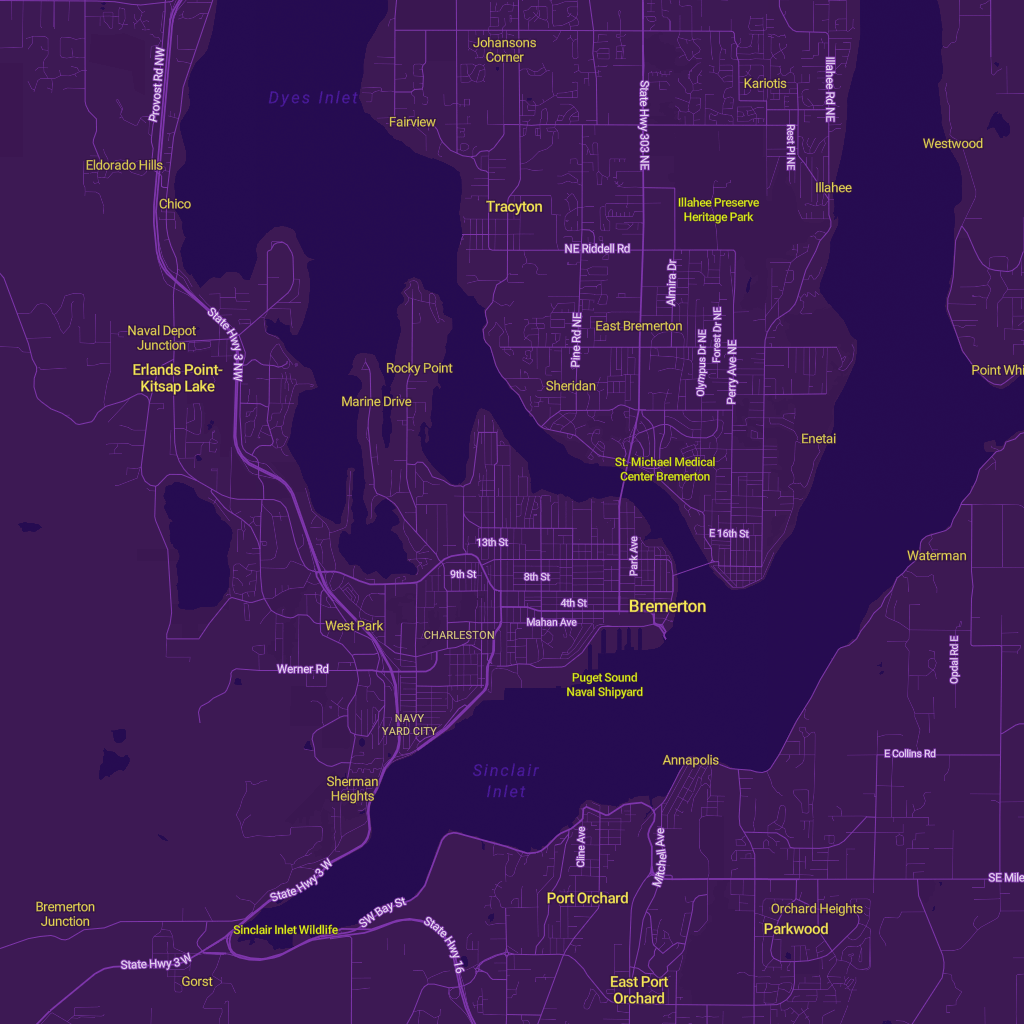 Johansons
Corner
Provost Rd NW
Illahee Rd NE
Kariotis
Dyes Inlet
State Hwy 303 NE
Fairview
Rest Pl NE
Westwood
Eldorado Hills
Illahee
Chico
Tracyton
Illahee Preserve
Heritage Park
NE Riddell Rd
Almira Dr
State Hwy 3 NW
Naval Depot
Junction
East Bremerton
Pine Rd NE
Olympus Dr NE
Forest Dr NE
Perry Ave NE
Erlands Point-
Kitsap Lake
Rocky Point
Point Whi
Sheridan
Marine Drive
Enetai
St. Michael Medical
Center Bremerton
E 16th St
13th St
Park Ave
Waterman
9th St
8th St
4th St
Bremerton
Mahan Ave
West Park
CHARLESTON
Opdal Rd E
Werner Rd
Puget Sound
Naval Shipyard
NAVY
YARD CITY
E Collins Rd
Annapolis
Sinclair
Inlet
Sherman
Heights
Cline Ave
Mitchell Ave
State Hwy 3 W
SE Mile
Port Orchard
Bremerton
Junction
SW Bay St
Orchard Heights
Parkwood
Sinclair Inlet Wildlife
State Hwy 16
State Hwy 3 W
Gorst
East Port
Orchard